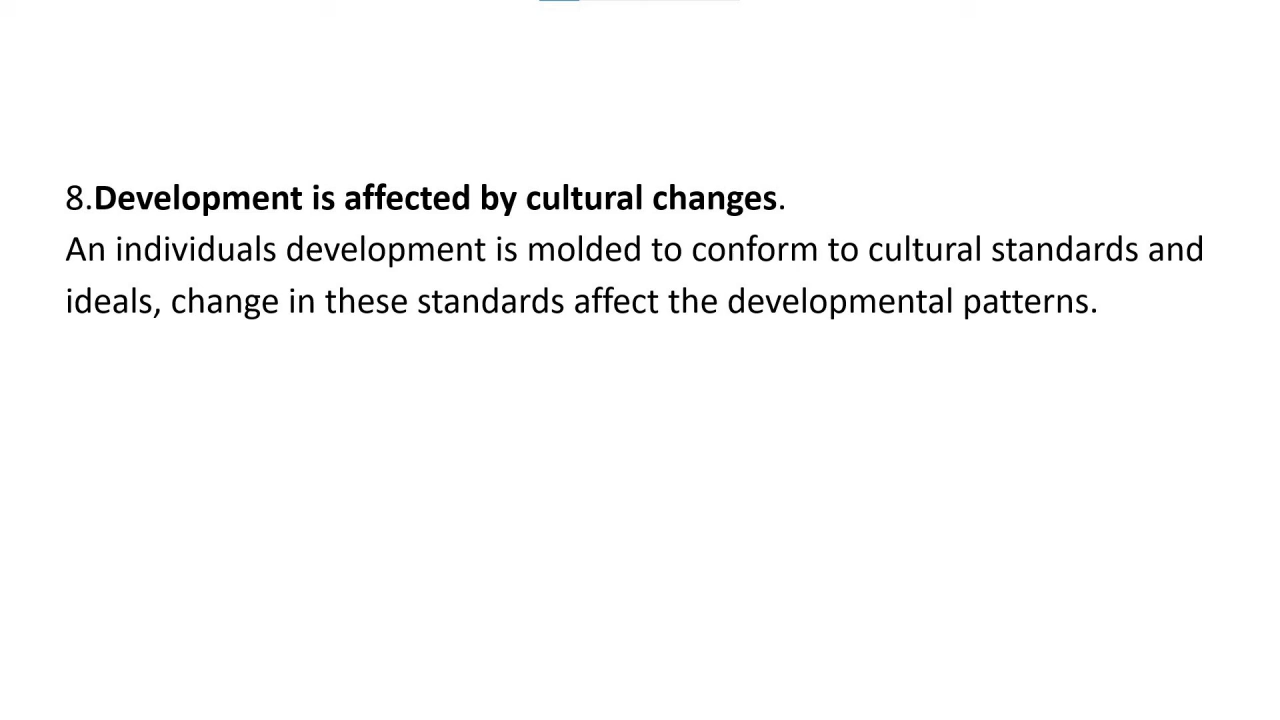 8.Development is affected by cultural changes.
An individuals development is molded to conform to cultural standards and
ideals, change in these standards affect the developmental patterns.